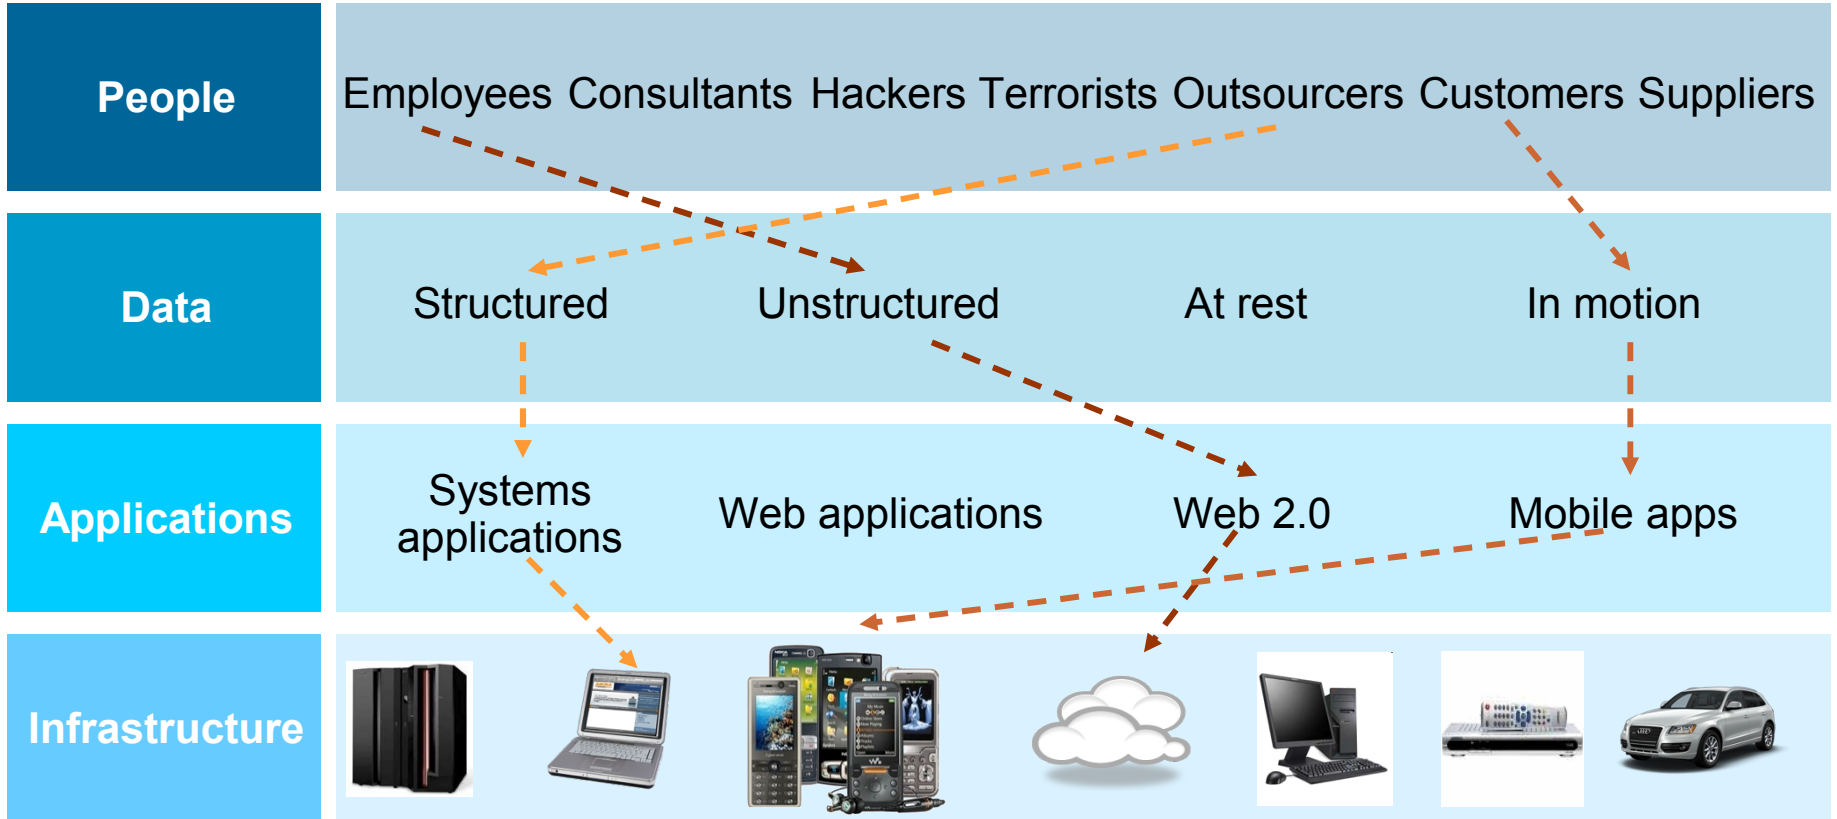 People
Employees Consultants Hackers Terrorists Outsourcers Customers Suppliers
Data
Structured Unstructured At rest In motion
Applications
Systems applications
Web applications Web 2.0 Mobile apps
Infrastructure